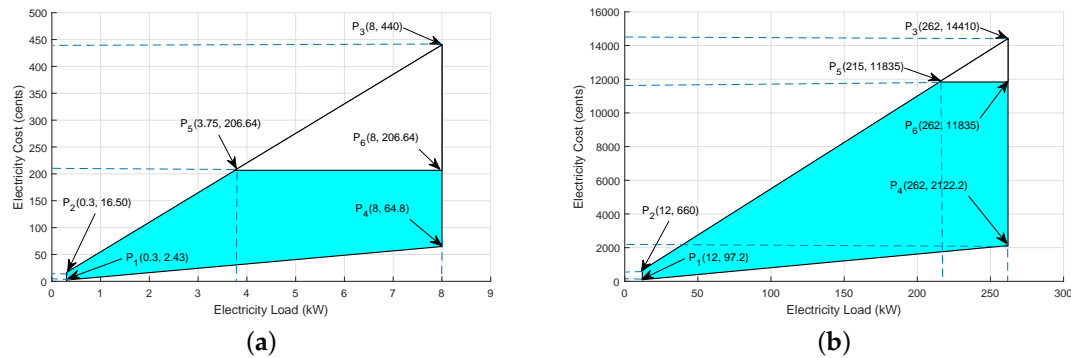 500
450
400
350
300
250
200
150
100
50
0
Electricity Cost (cents)
P3(8, 440)
P5(3.75, 206.64)
P6(8, 206.64)
P2(0.3, 16.50)
P4(8, 64.8)
P1(0.3, 2.43)
0 1 2 3 4 5 6 7 8 9
Electricity Load (kW)
(a)
16000
14000
12000
10000
8000
6000
4000
2000
0
Electricity Cost (cents)
P3(262, 14410)
P5(215, 11835)
P6(262, 11835)
P4(262, 2122.2)
P2(12, 660)
P1(12, 97.2)
0 50 100 150 200 250 300
Electricity Load (kW)
(b)